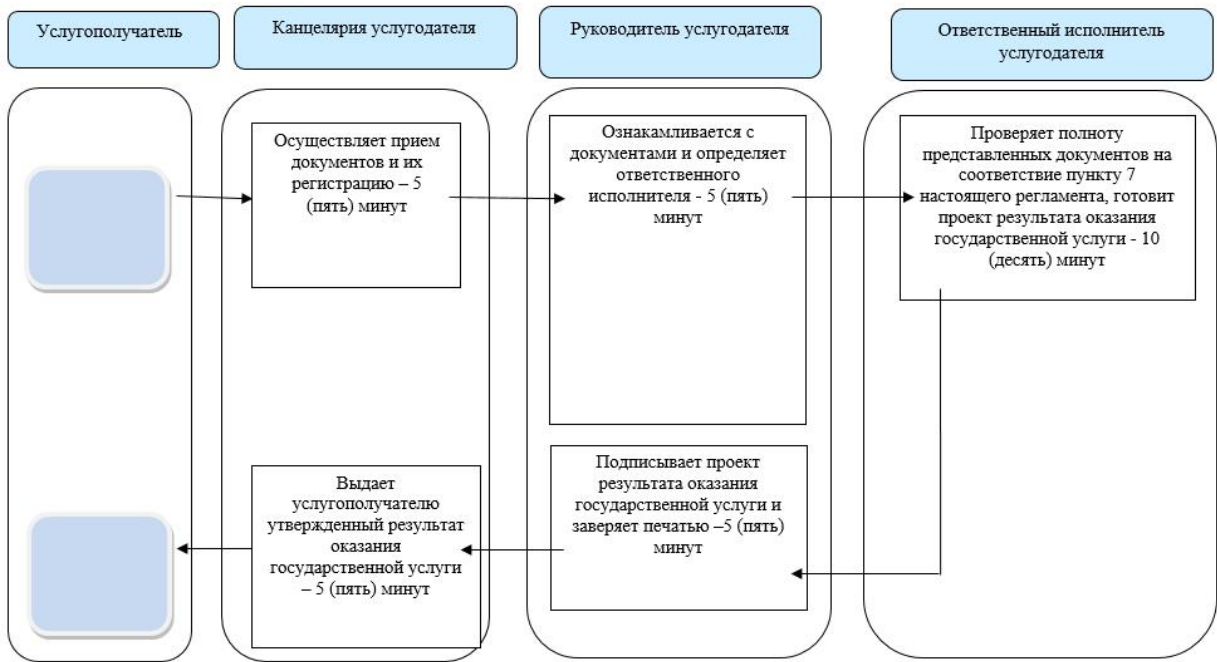 Услугополучатель
Канцелярия услугодателя
Руководитель услугодателя
Ответственный исполнитель
услугодателя
Осуществляет прием
документов и их
регистрацию – 5
(пять) минут
Ознакамливается с
документами и определяет
ответственного
исполнителя - 5 (пять)
минут
Проверяет полноту
представленных документов на
соответствие пункту 7
настоящего регламента, готовит
проект результата оказания
государственной услуги - 10
(десять) минут
Выдает
услугополучателю
утвержденный результат
оказания
государственной услуги
– 5 (пять) минут
Подписывает проект
результата оказания
государственной услуги и
заверяет печатью –5 (пять)
минут